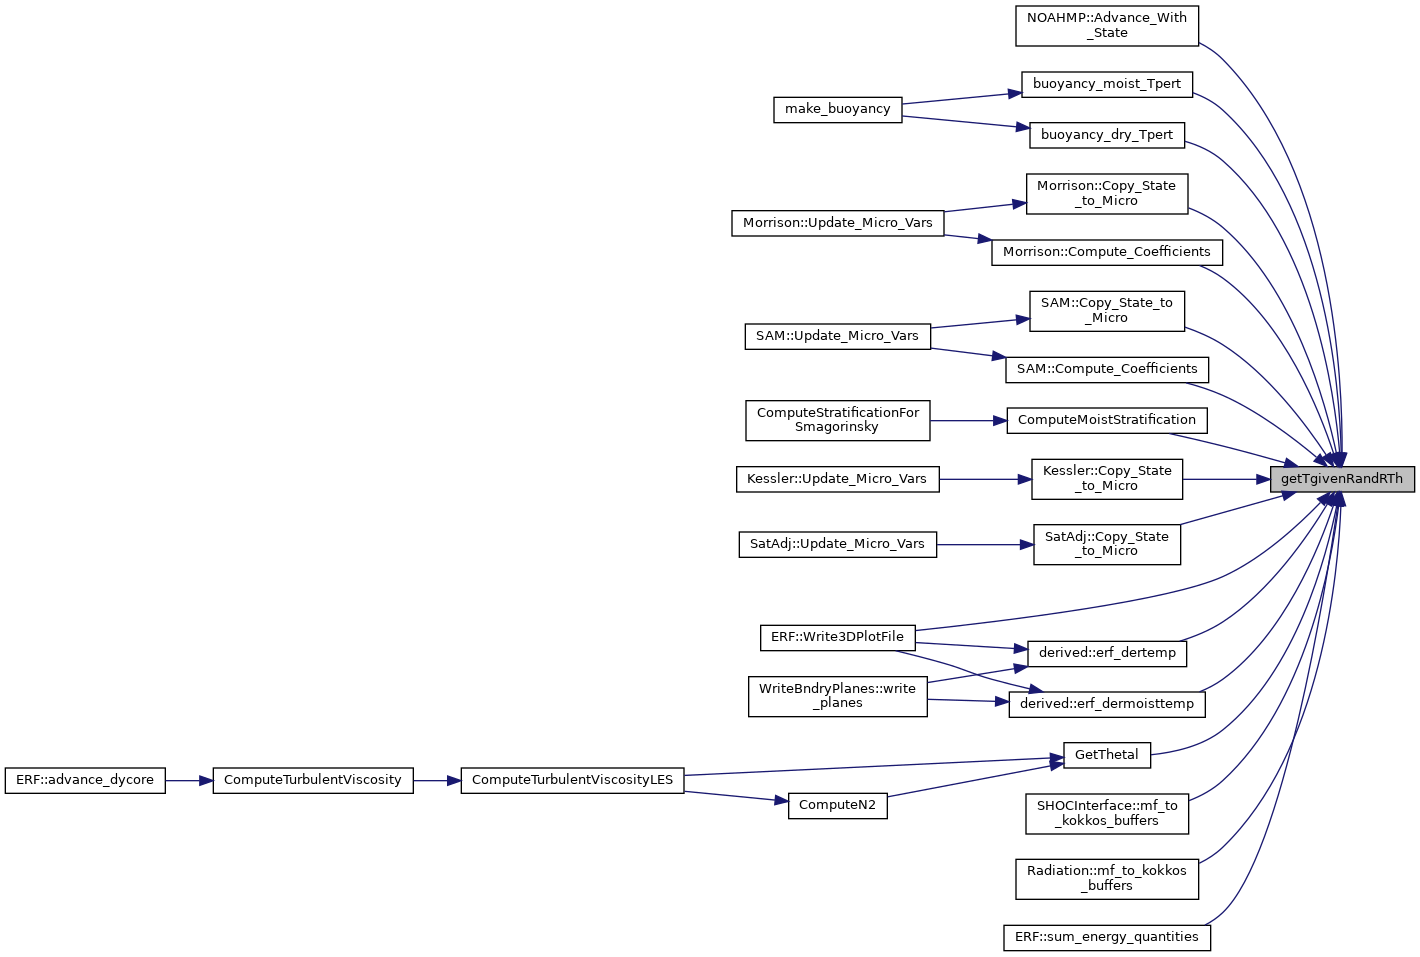 NOAHMP::Advance_With
_State
buoyancy_moist_Tpert
make_buoyancy
buoyancy_dry_Tpert
Morrison::Copy_State
_to_Micro
Morrison::Update_Micro_Vars
Morrison::Compute_Coefficients
SAM::Copy_State_to
_Micro
SAM::Update_Micro_Vars
SAM::Compute_Coefficients
ComputeStratificationFor
Smagorinsky
ComputeMoistStratification
Kessler::Update_Micro_Vars
Kessler::Copy_State
_to_Micro
getTgivenRandRTh
SatAdj::Update_Micro_Vars
SatAdj::Copy_State
_to_Micro
ERF::Write3DPlotFile
derived::erf_dertemp
WriteBndryPlanes::write
_planes
derived::erf_dermoisttemp
GetThetal
ERF::advance_dycore
ComputeTurbulentViscosity
ComputeTurbulentViscosityLES
ComputeN2
SHOCInterface::mf_to
_kokkos_buffers
Radiation::mf_to_kokkos
_buffers
ERF::sum_energy_quantities